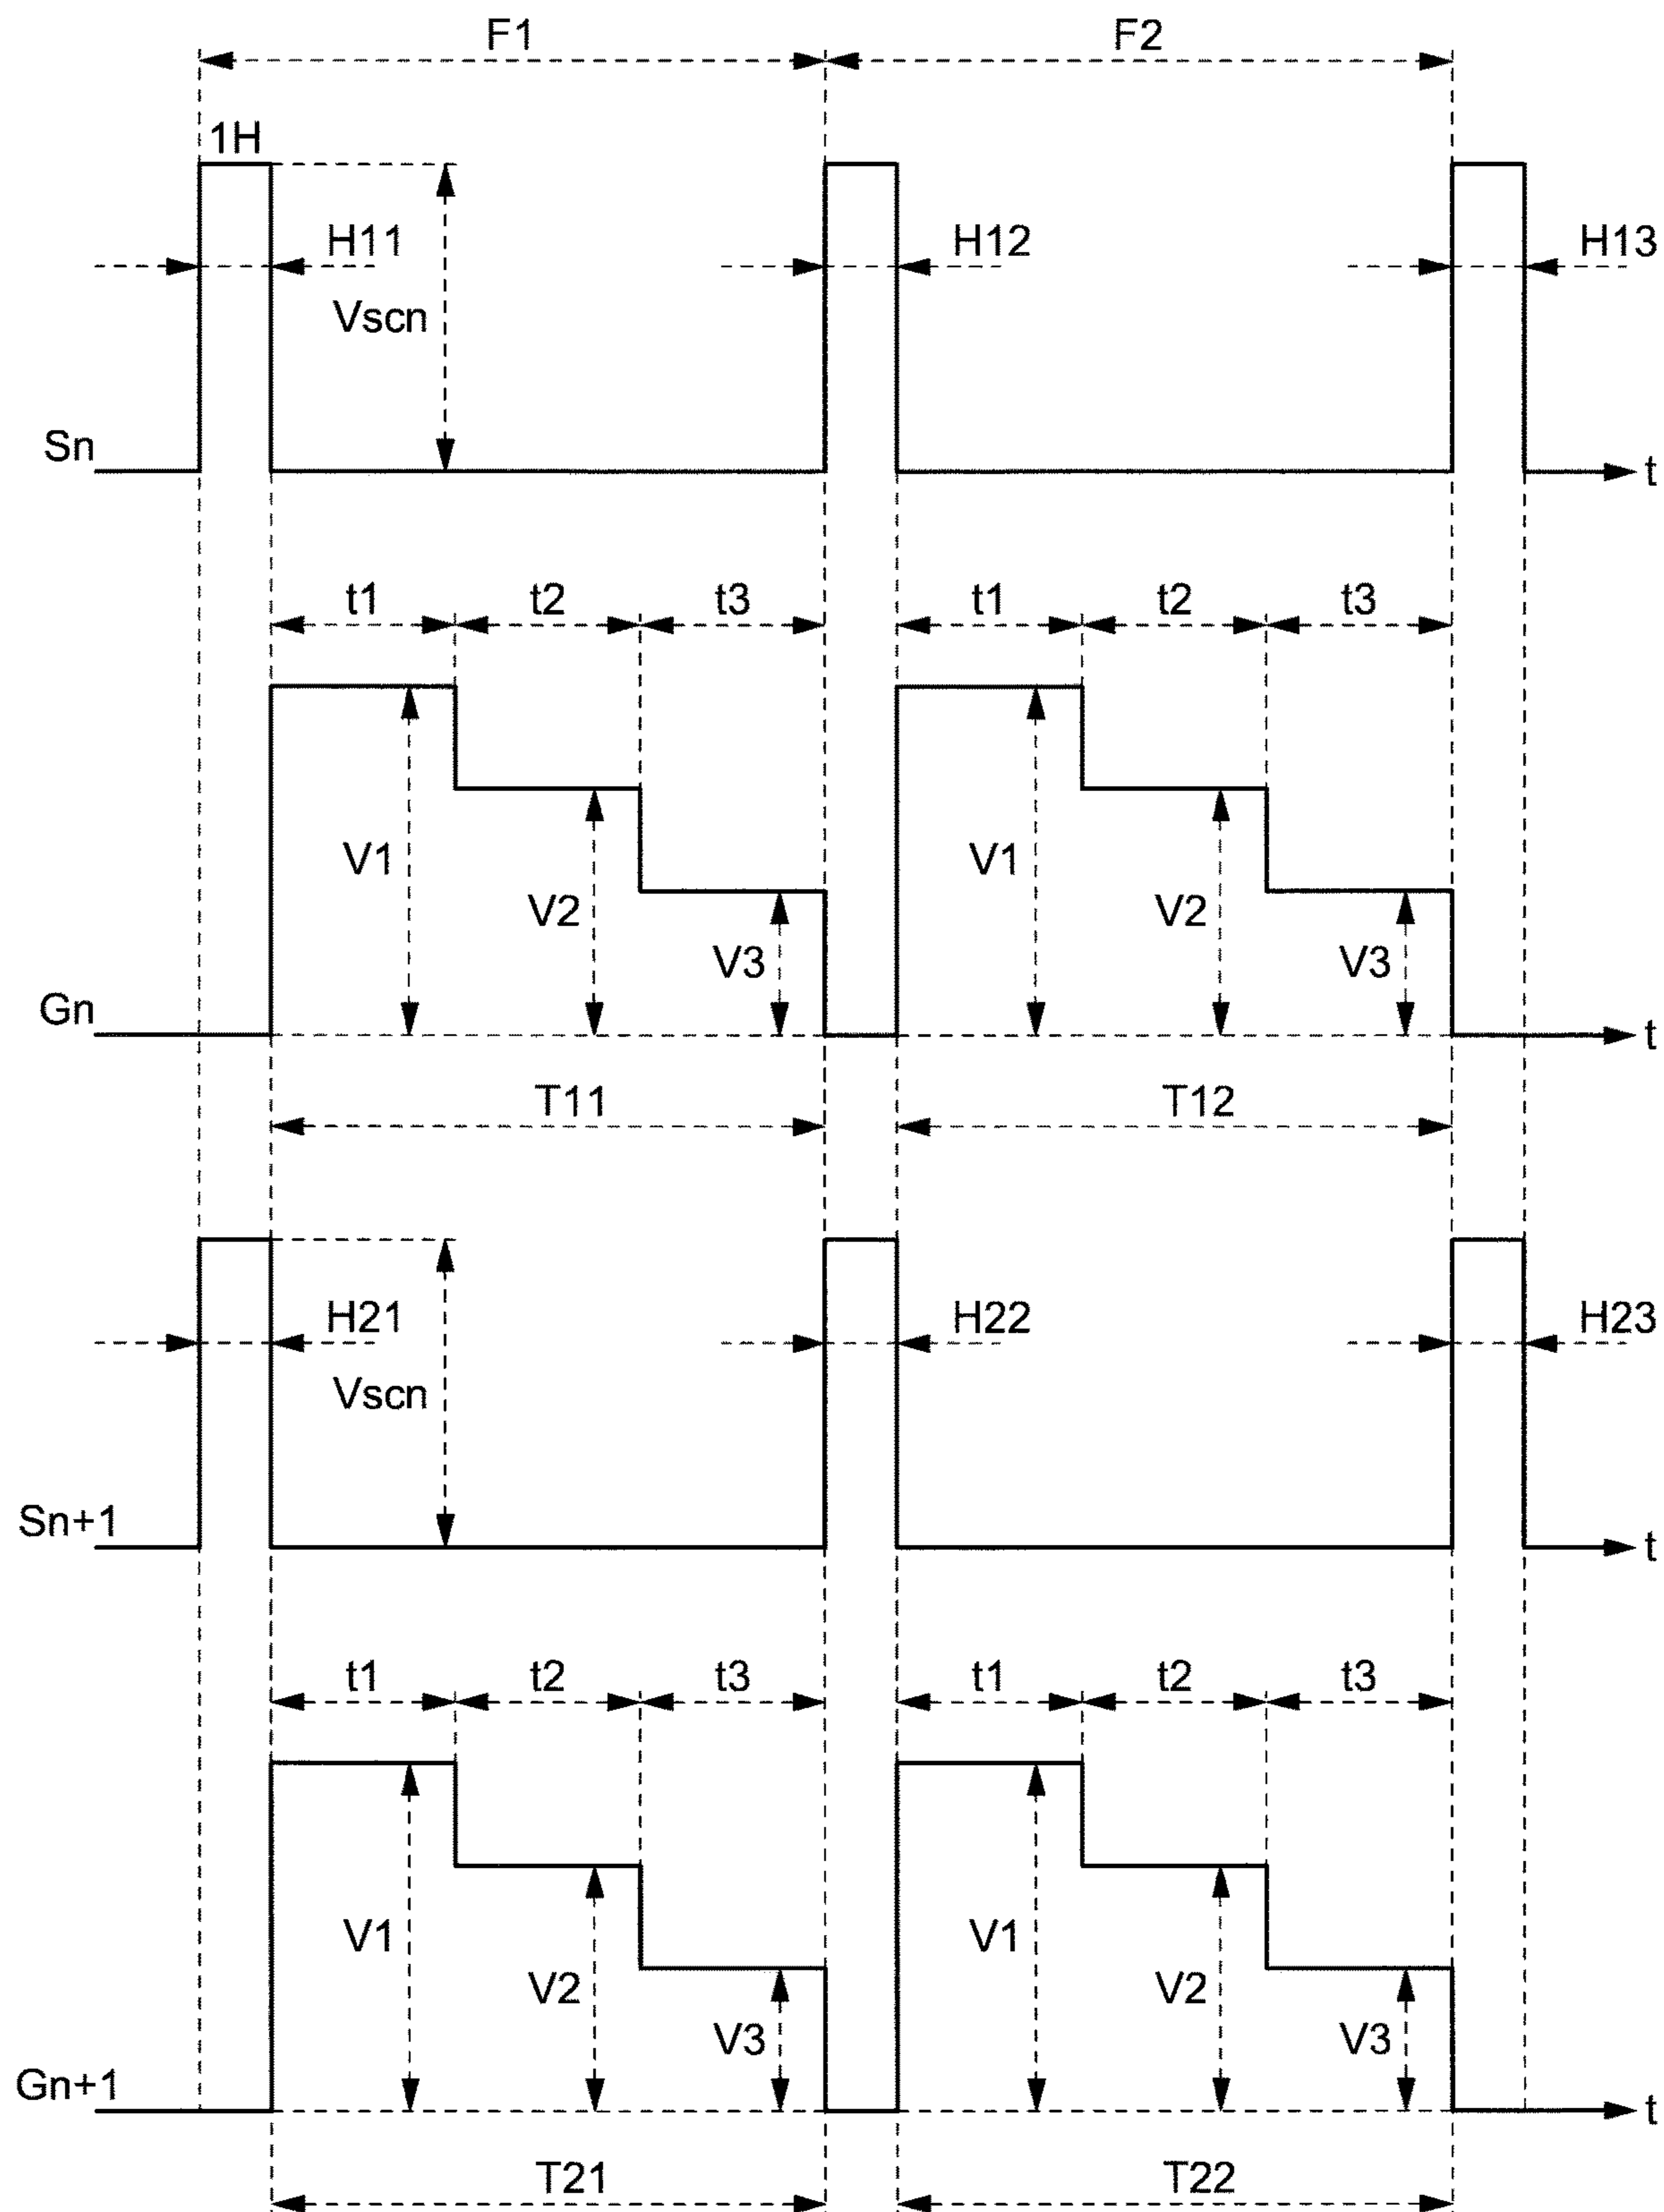 F1 F2
1H
H11 H12 H13
Vscn
Sn t
t1 t2 t3 t1 t2 t3
V1 V1
V2 V2
V3 V3
Gn t
T11 T12
H21 H22 H23
Vscn
Sn+1 t
t1 t2 t3 t1 t2 t3
V1 V1
V2 V2
V3 V3
Gn+1 t
T21 T22